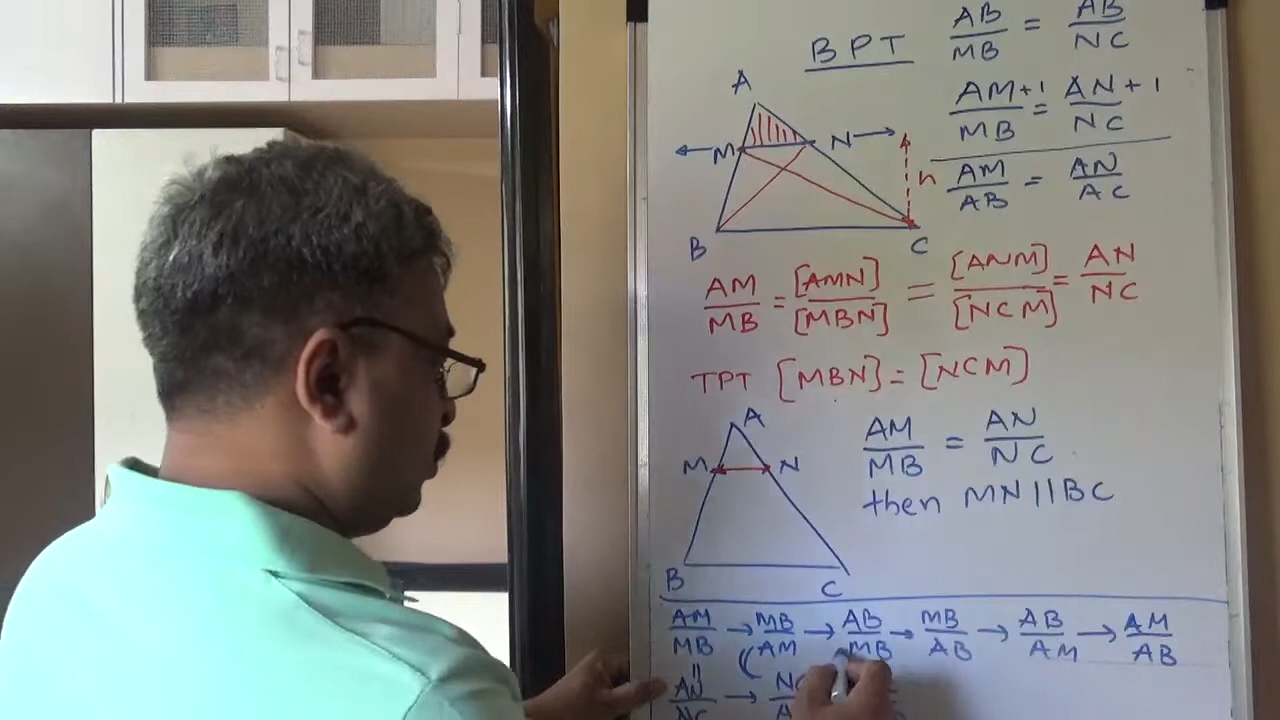 BPT
AB/MB = AB/NC
AM+1/MB = AN+1/NC
AM/AB = AN/AC
A
M N h
B C
AM/MB = [AMN]/[MBN] = [ANM]/[NCM] = AN/NC
TPT [MBN] = [NCM]
A
M N
B C
AM/MB = AN/NC
then MN || BC
AM/MB → MB/AM → AB/MB → MB/AB → AB/AM → AM/AB
=
AN/NC →